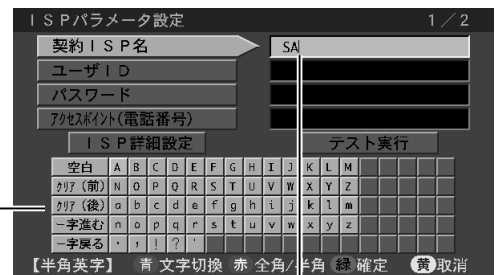 ISPパラメータ設定 1/2
契約ISP名 SA
ユーザID
パスワード
アクセスポイント(電話番号)
ISP詳細設定 テスト実行
空白 A B C D E F G H I J K L M
クリア(前) N O P Q R S T U V W X Y Z
クリア(後) a b c d e f g h i j k l m
一字進む n o p q r s t u v w x y z
一字戻る ・ , ! ? '
【半角英字】 青 文字切換 赤 全角/半角 緑 確定 黄 取消